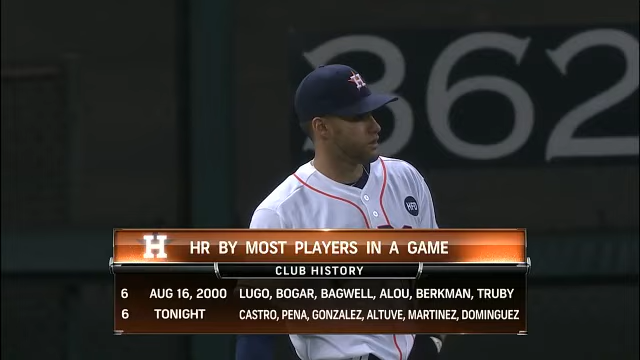 362
H
HFD
H HR BY MOST PLAYERS IN A GAME
CLUB HISTORY
6 AUG 16, 2000 LUGO, BOGAR, BAGWELL, ALOU, BERKMAN, TRUBY
6 TONIGHT CASTRO, PENA, GONZALEZ, ALTUVE, MARTINEZ, DOMINGUEZ